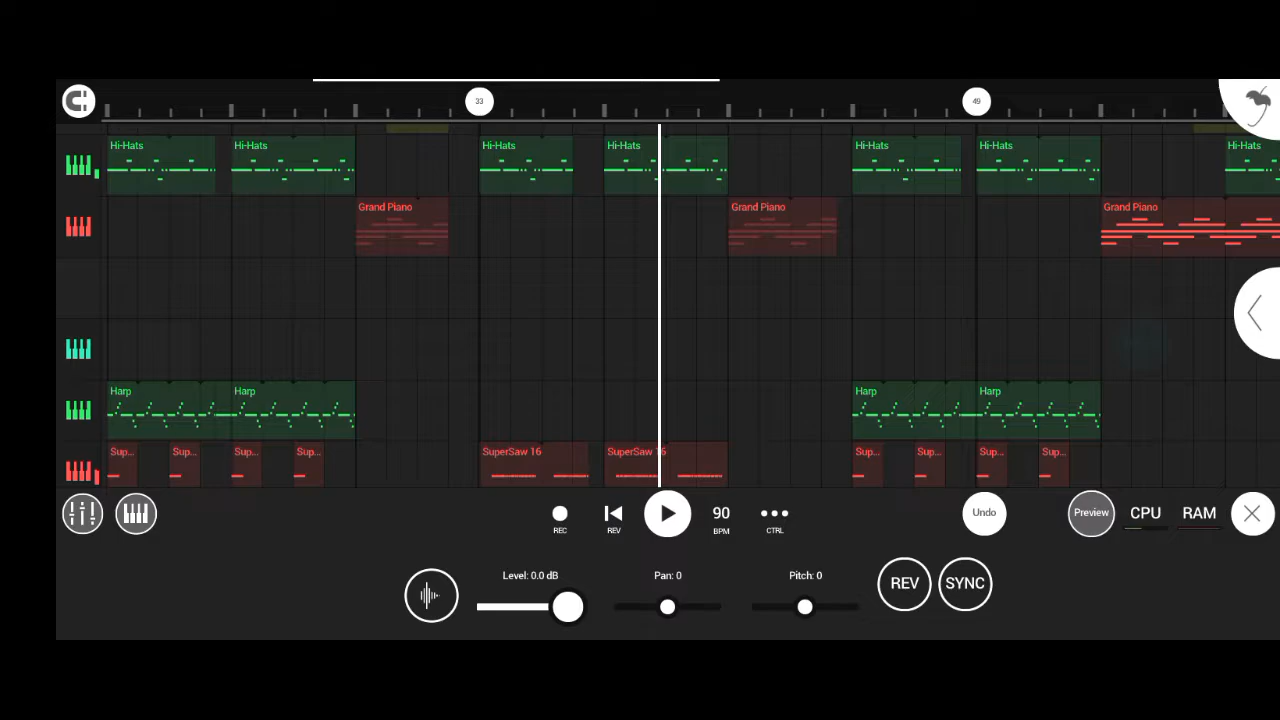 33 49
Hi-Hats Hi-Hats Hi-Hats Hi-Hats Hi-Hats Hi-Hats Hi-Hats
Grand Piano Grand Piano Grand Piano
Harp Harp Harp Harp
Sup... Sup... Sup... Sup... SuperSaw 16 SuperSaw 16 Sup... Sup... Sup... Sup...
90 Undo Preview CPU RAM
REC REV BPM CTRL
Level: 0.0 dB Pan: 0 Pitch: 0 REV SYNC